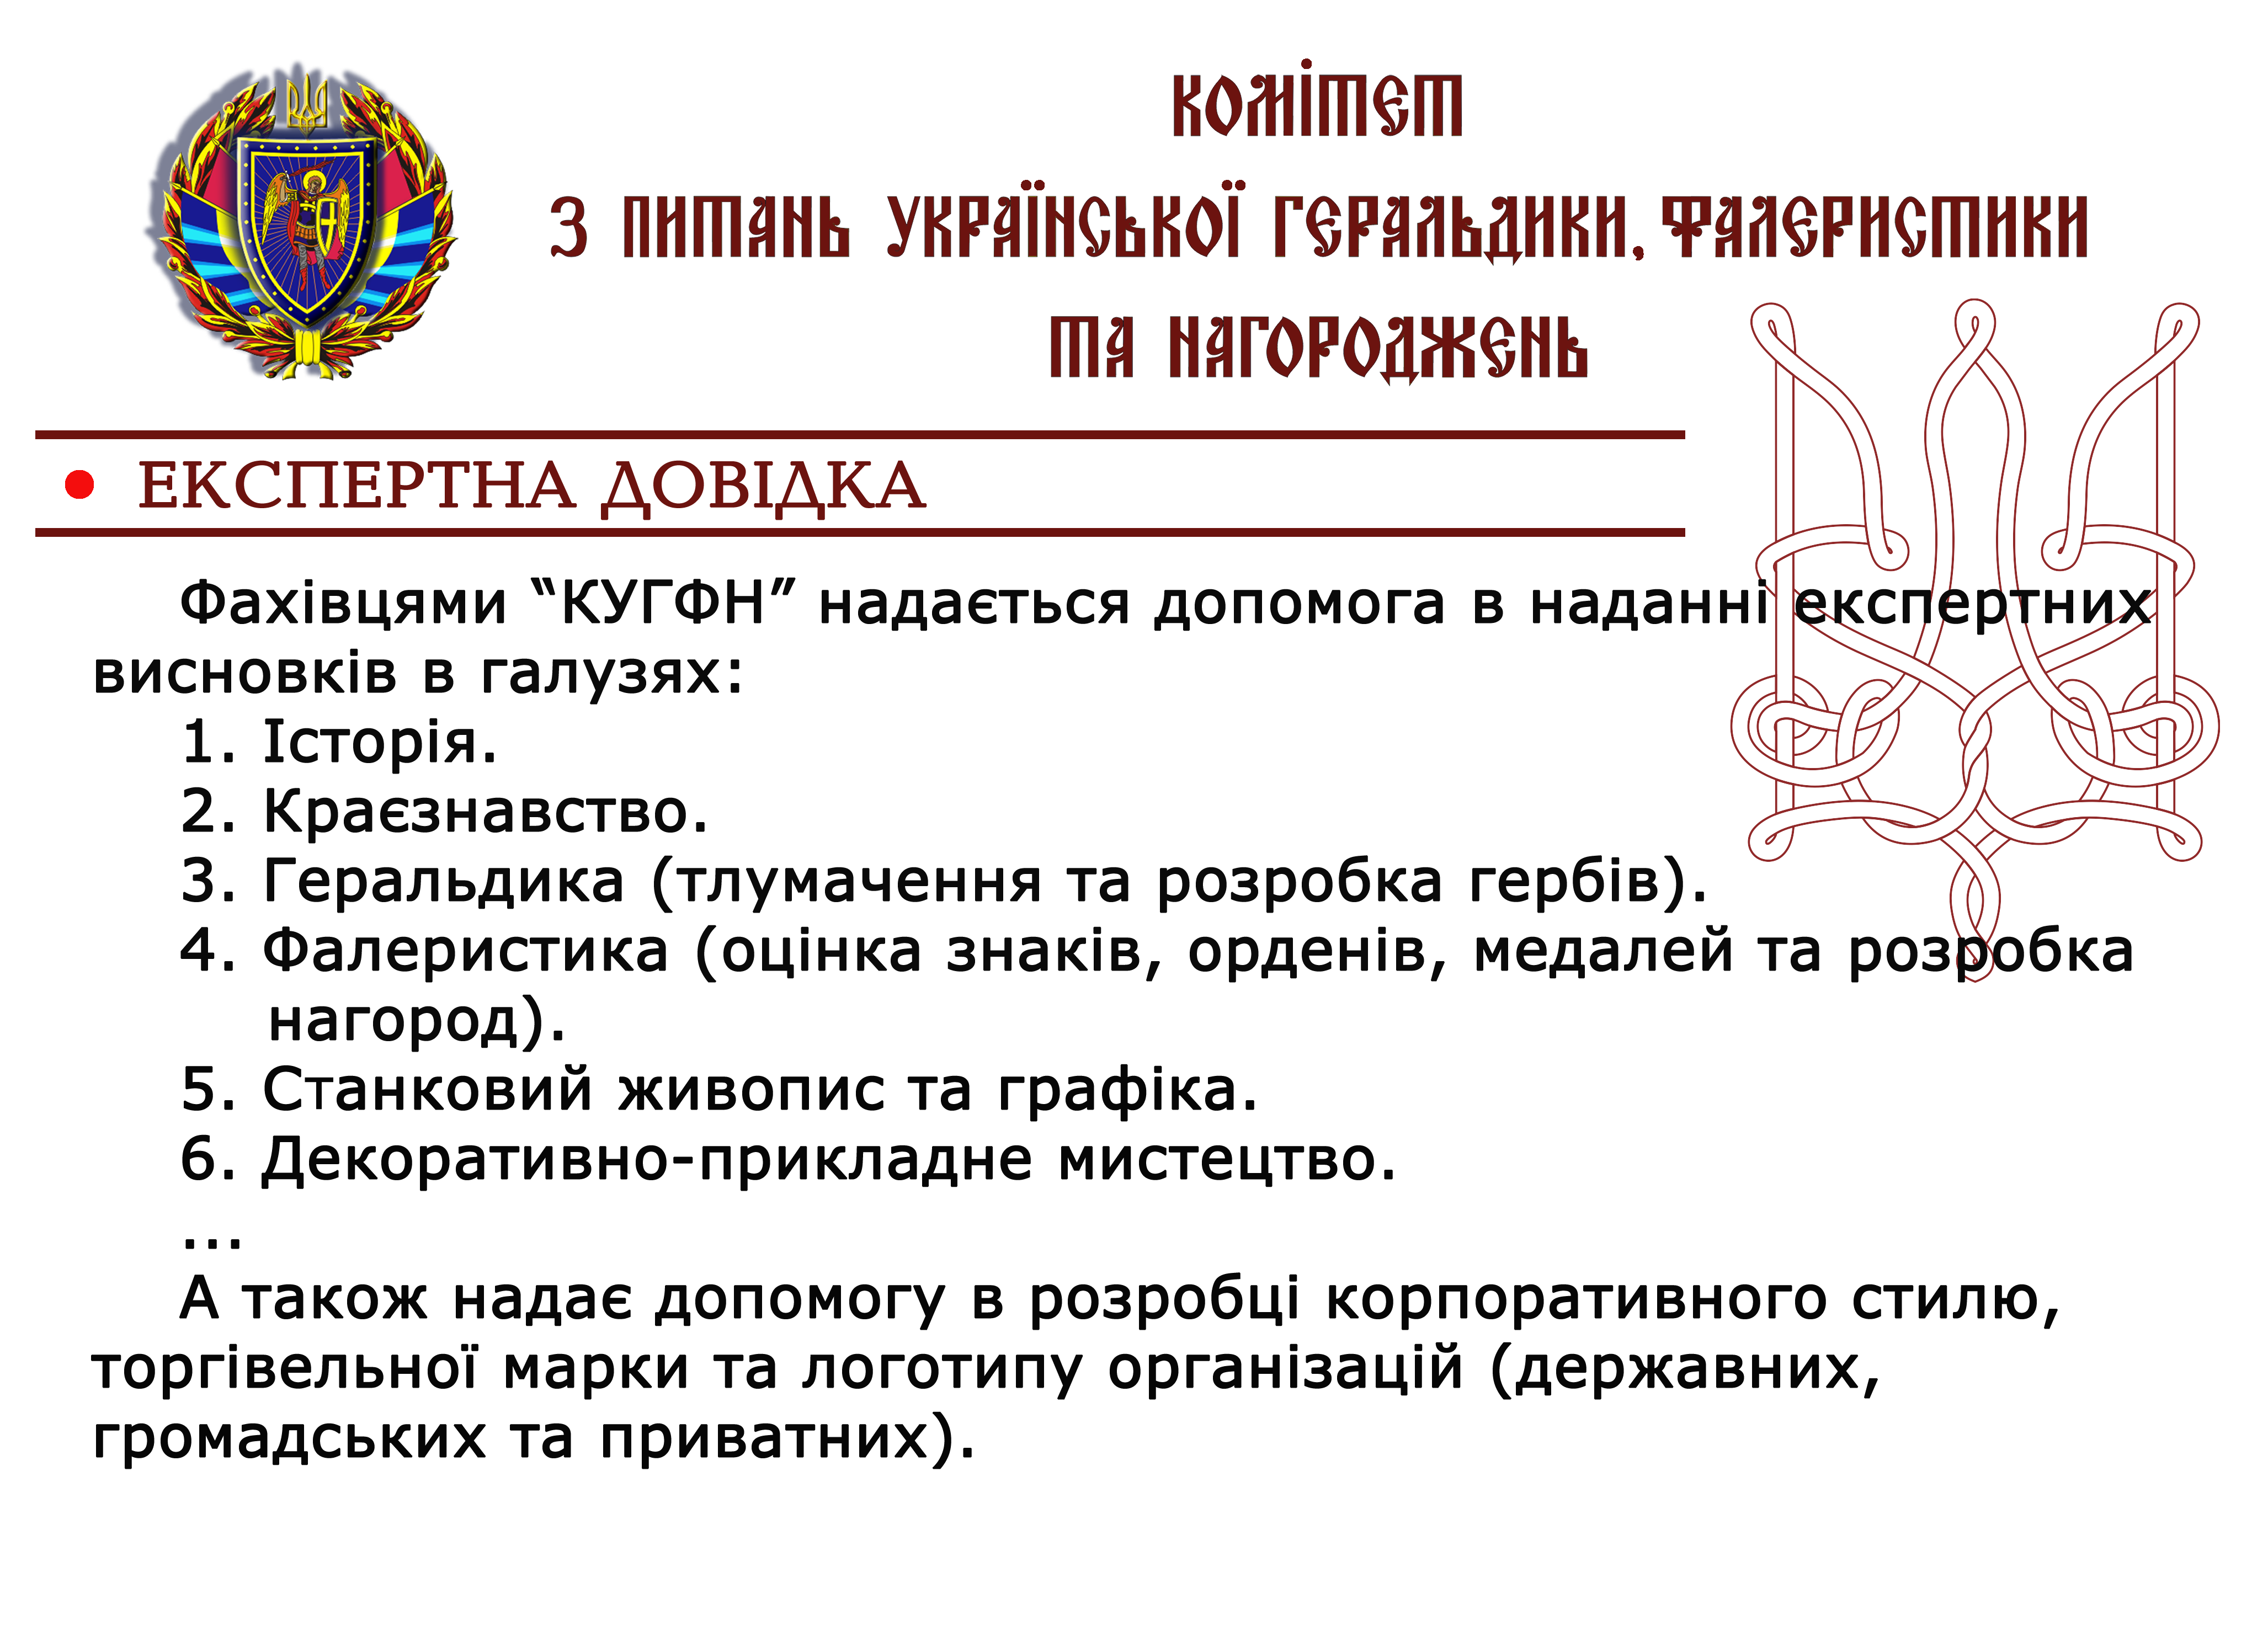 КОМІТЕТ
З ПИТАНЬ УКРАЇНСЬКОЇ ГЕРАЛЬДИКИ, ФАЛЕРИСТИКИ
ТА НАГОРОДЖЕНЬ
• ЕКСПЕРТНА ДОВІДКА
Фахівцями “КУГФН” надається допомога в наданні експертних
висновків в галузях:
1. Історія.
2. Краєзнавство.
3. Геральдика (тлумачення та розробка гербів).
4. Фалеристика (оцінка знаків, орденів, медалей та розробка
нагород).
5. Станковий живопис та графіка.
6. Декоративно-прикладне мистецтво.
...
А також надає допомогу в розробці корпоративного стилю,
торгівельної марки та логотипу організацій (державних,
громадських та приватних).